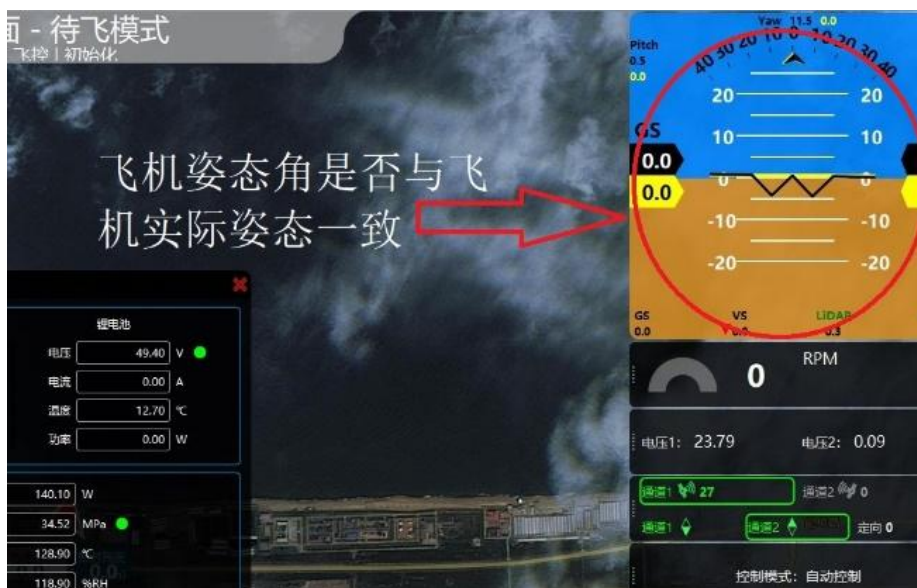 面 - 待飞模式
飞控 | 初始化
飞机姿态角是否与飞
机实际姿态一致
Yaw 11.5 0.0
Pitch
0.5
0.0
40 30 20 10 0 10 20 30 40
20 20
GS
10 10
0.0
0.0
0 0
-10 -10
-20 -20
GS VS LiDAR
0.0 0.0 0.3
锂电池
电压 49.40 V
电流 0.00 A
温度 12.70 ℃
功率 0.00 W
140.10 W
34.52 MPa
128.90 ℃
118.90 %RH
0 RPM
电压1: 23.79 电压2: 0.09
通道1 27 通道2 0
通道1 通道2 定向 0
控制模式: 自动控制